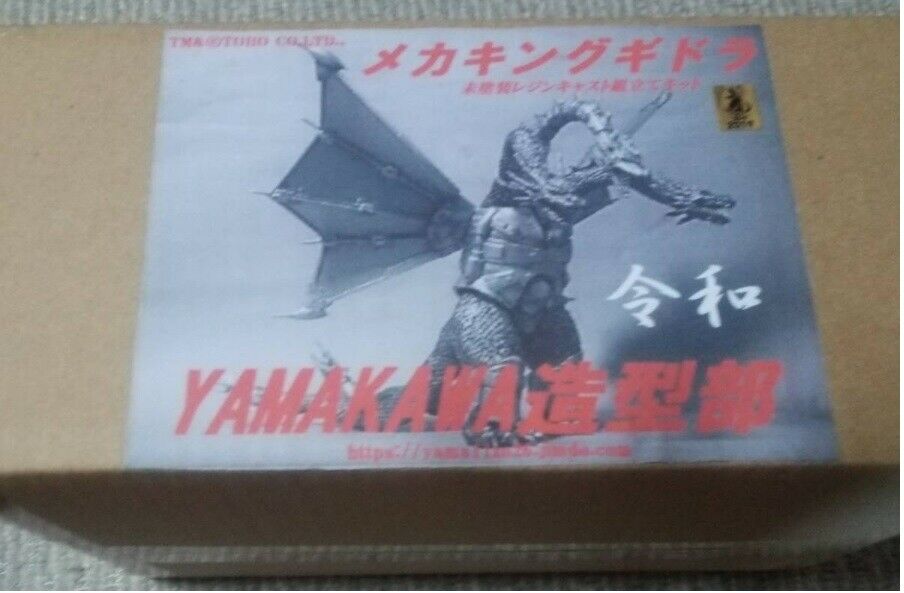 TM&©TOHO CO.,LTD.,
メカキングギドラ
未塗装レジンキャスト組立てキット
令和
YAMAKAWA造型部